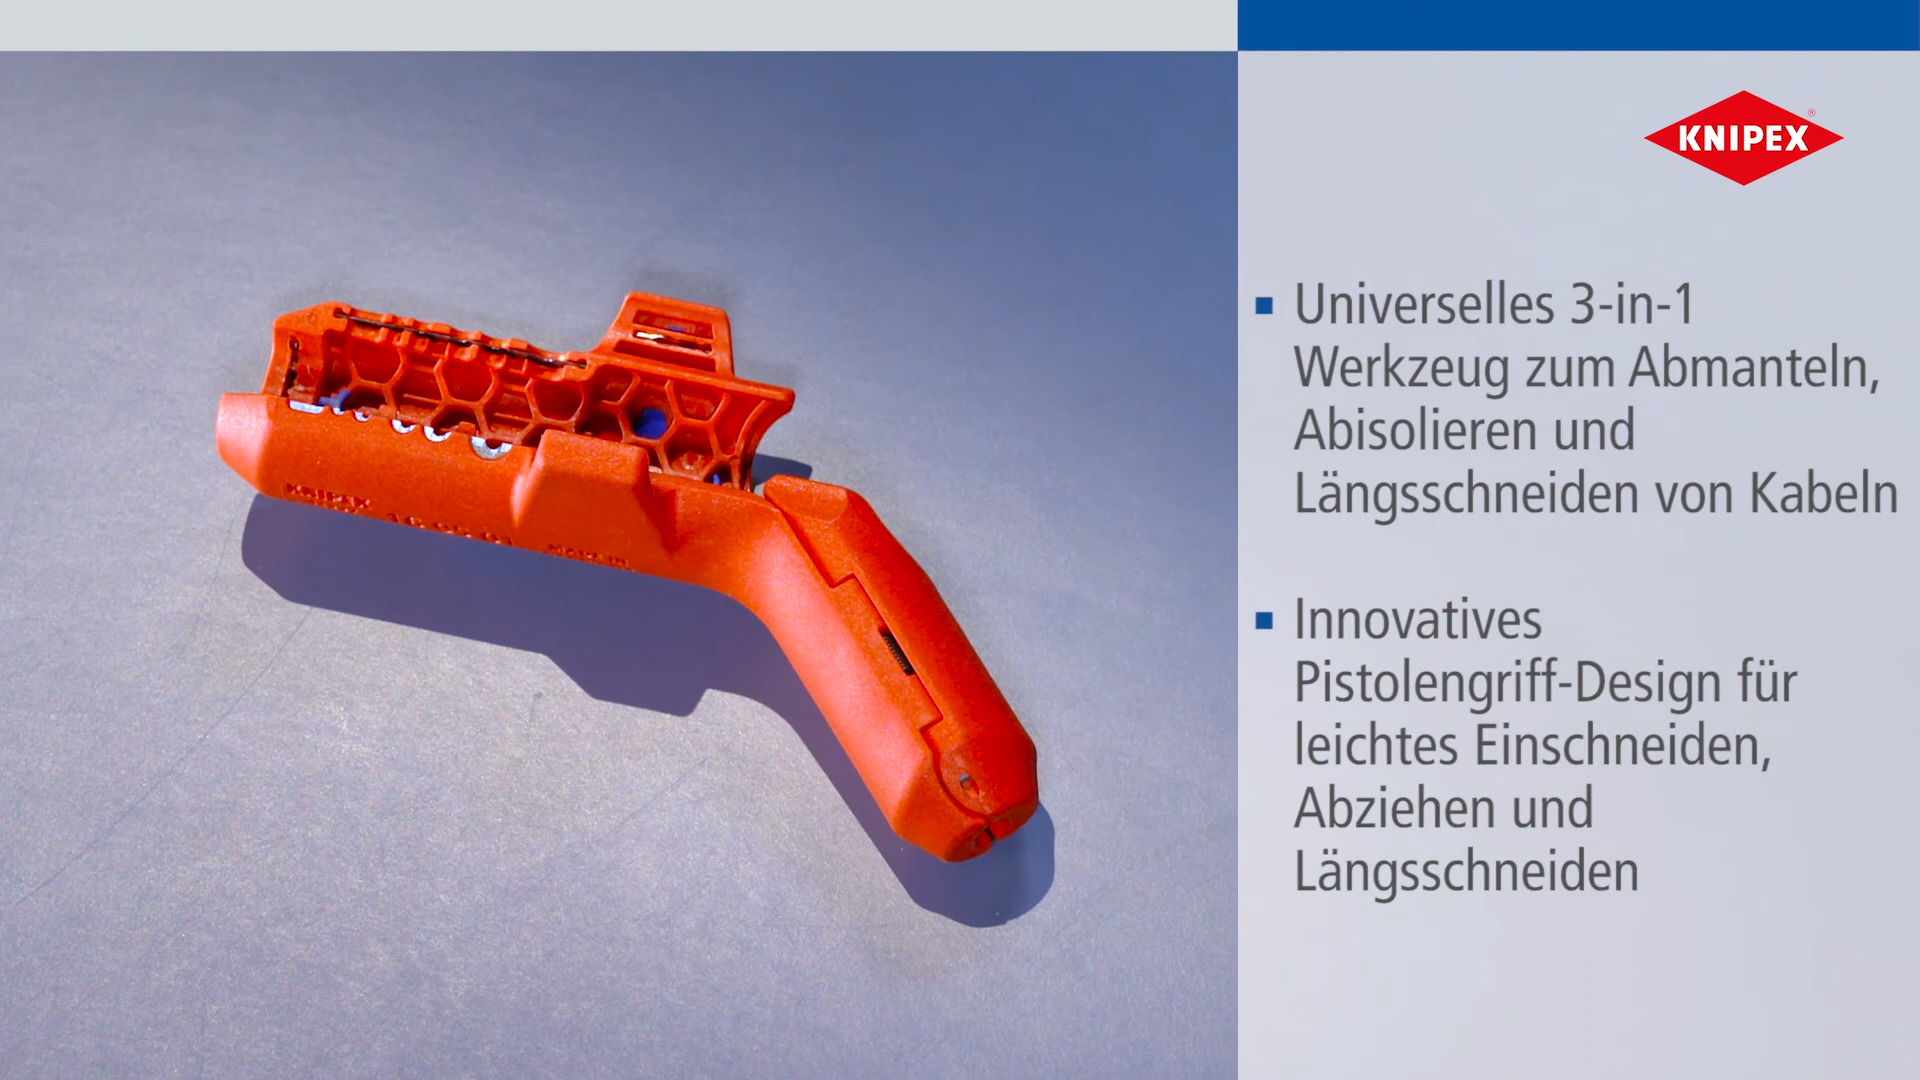 KNIPEX
Universelles 3-in-1
Werkzeug zum Abmanteln,
Abisolieren und
Längsschneiden von Kabeln
Innovatives
Pistolengriff-Design für
leichtes Einschneiden,
Abziehen und
Längsschneiden
KNIPEX